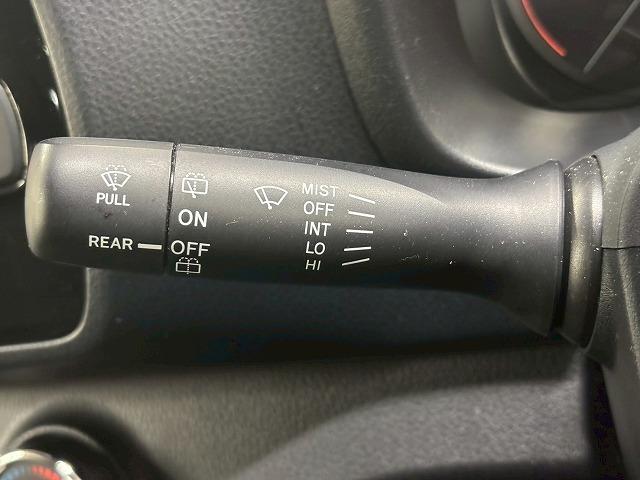 PULL
REAR
ON
OFF
MIST
OFF
INT
LO
HI